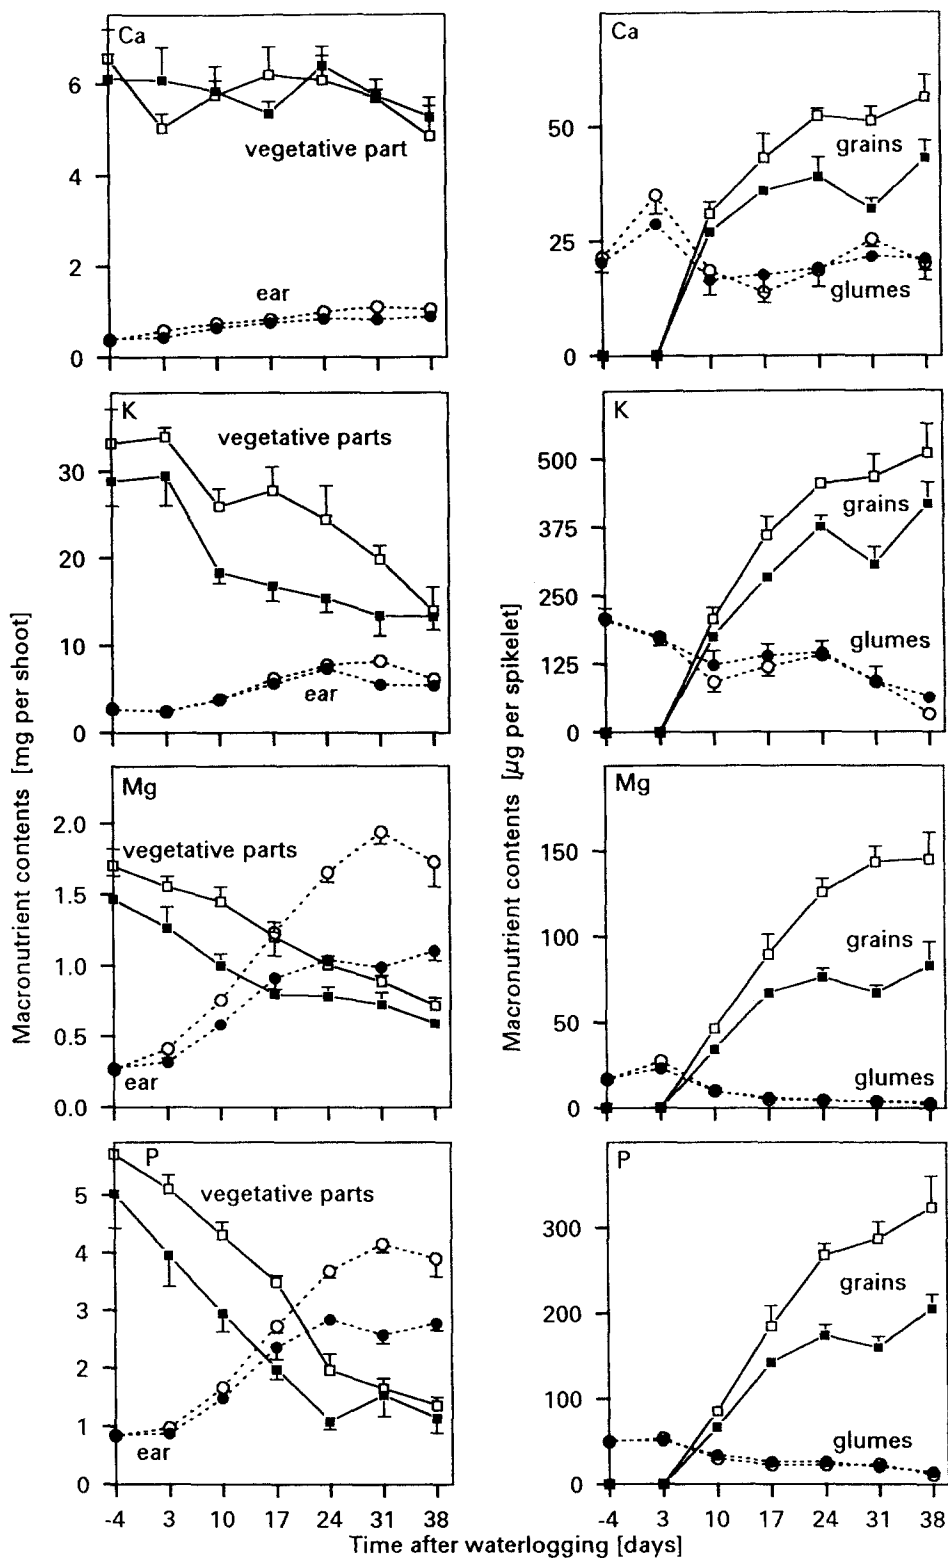 Ca
6
4
2
0
vegetative part
ear
Ca
50
25
0
grains
glumes
K
30
20
10
0
vegetative parts
ear
K
500
375
250
125
0
grains
glumes
Mg
2.0
1.5
1.0
0.5
0.0
vegetative parts
ear
Mg
150
100
50
0
grains
glumes
P
5
4
3
2
1
0
vegetative parts
ear
P
300
200
100
0
grains
glumes
-4 3 10 17 24 31 38
-4 3 10 17 24 31 38
Macronutrient contents [mg per shoot]
Macronutrient contents [µg per spikelet]
Time after waterlogging [days]